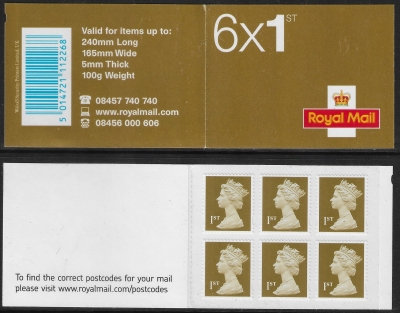 Valid for items up to:
240mm Long
165mm Wide
5mm Thick
100g Weight
08457 740 740
www.royalmail.com
08456 000 606
5 014721 112268
6x1ST
Royal Mail
1ST 1ST 1ST
1ST 1ST 1ST
To find the correct postcodes for your mail
please visit www.royalmail.com/postcodes